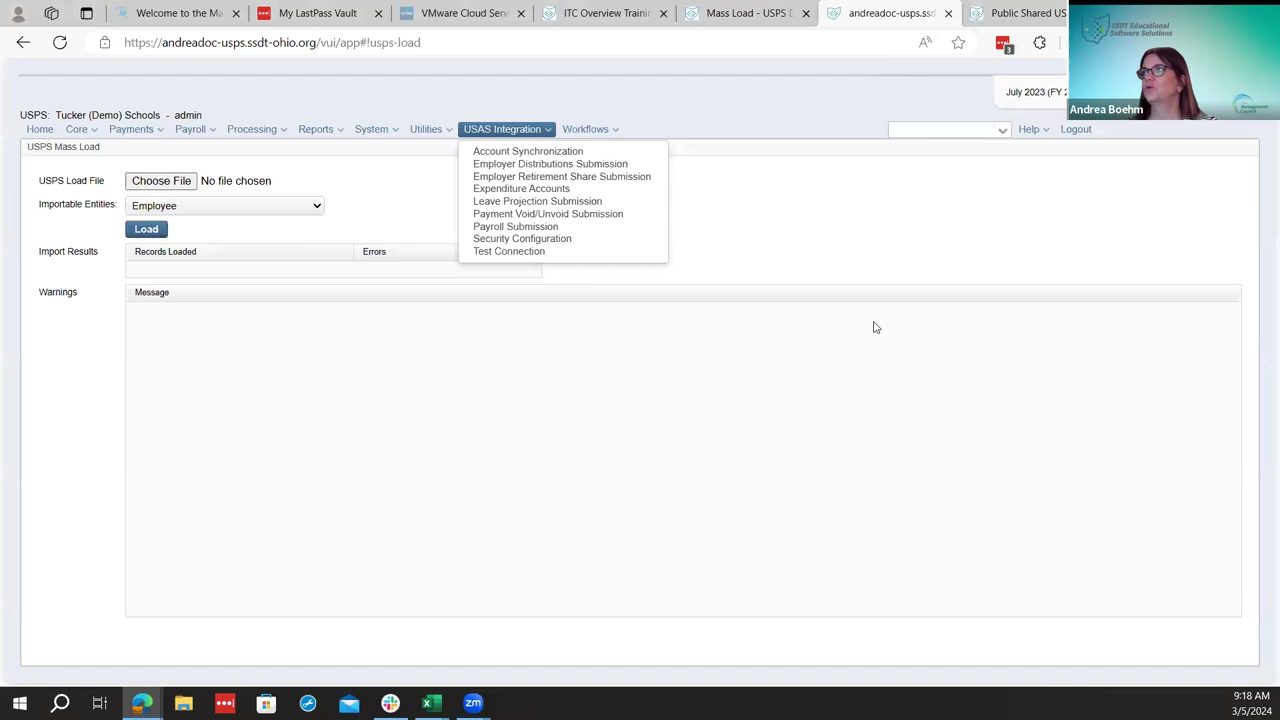 Welcome to the Ma
My LastPass Vault
VMware Cloud Serv
ITC Overview Trainin
Mass Load - USPS D
andreadoc-usps.ssd
Public Shared US
https://andreadoc-usps.ssdt-ohio.org/vui/app#!usps-load
3
SSDT Educational
Software Solutions
Andrea Boehm
July 2023 (FY 2
USPS: Tucker (Demo) Schools - admin
Home Core Payments Payroll Processing Reports System Utilities USAS Integration Workflows Help Logout
USPS Mass Load
Account Synchronization
Employer Distributions Submission
Employer Retirement Share Submission
Expenditure Accounts
Leave Projection Submission
Payment Void/Unvoid Submission
Payroll Submission
Security Configuration
Test Connection
USPS Load File Choose File No file chosen
Importable Entities: Employee
Load
Import Results Records Loaded Errors
Warnings Message
zm
9:18 AM
3/5/2024